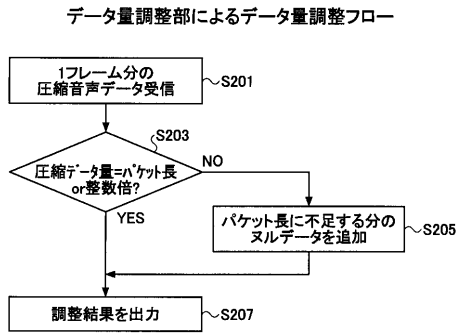 データ量調整部によるデータ量調整フロー
1フレーム分の
圧縮音声データ受信
S201
S203
圧縮データ量=パケット長
or整数倍?
NO
YES
パケット長に不足する分の
ヌルデータを追加
S205
調整結果を出力
S207